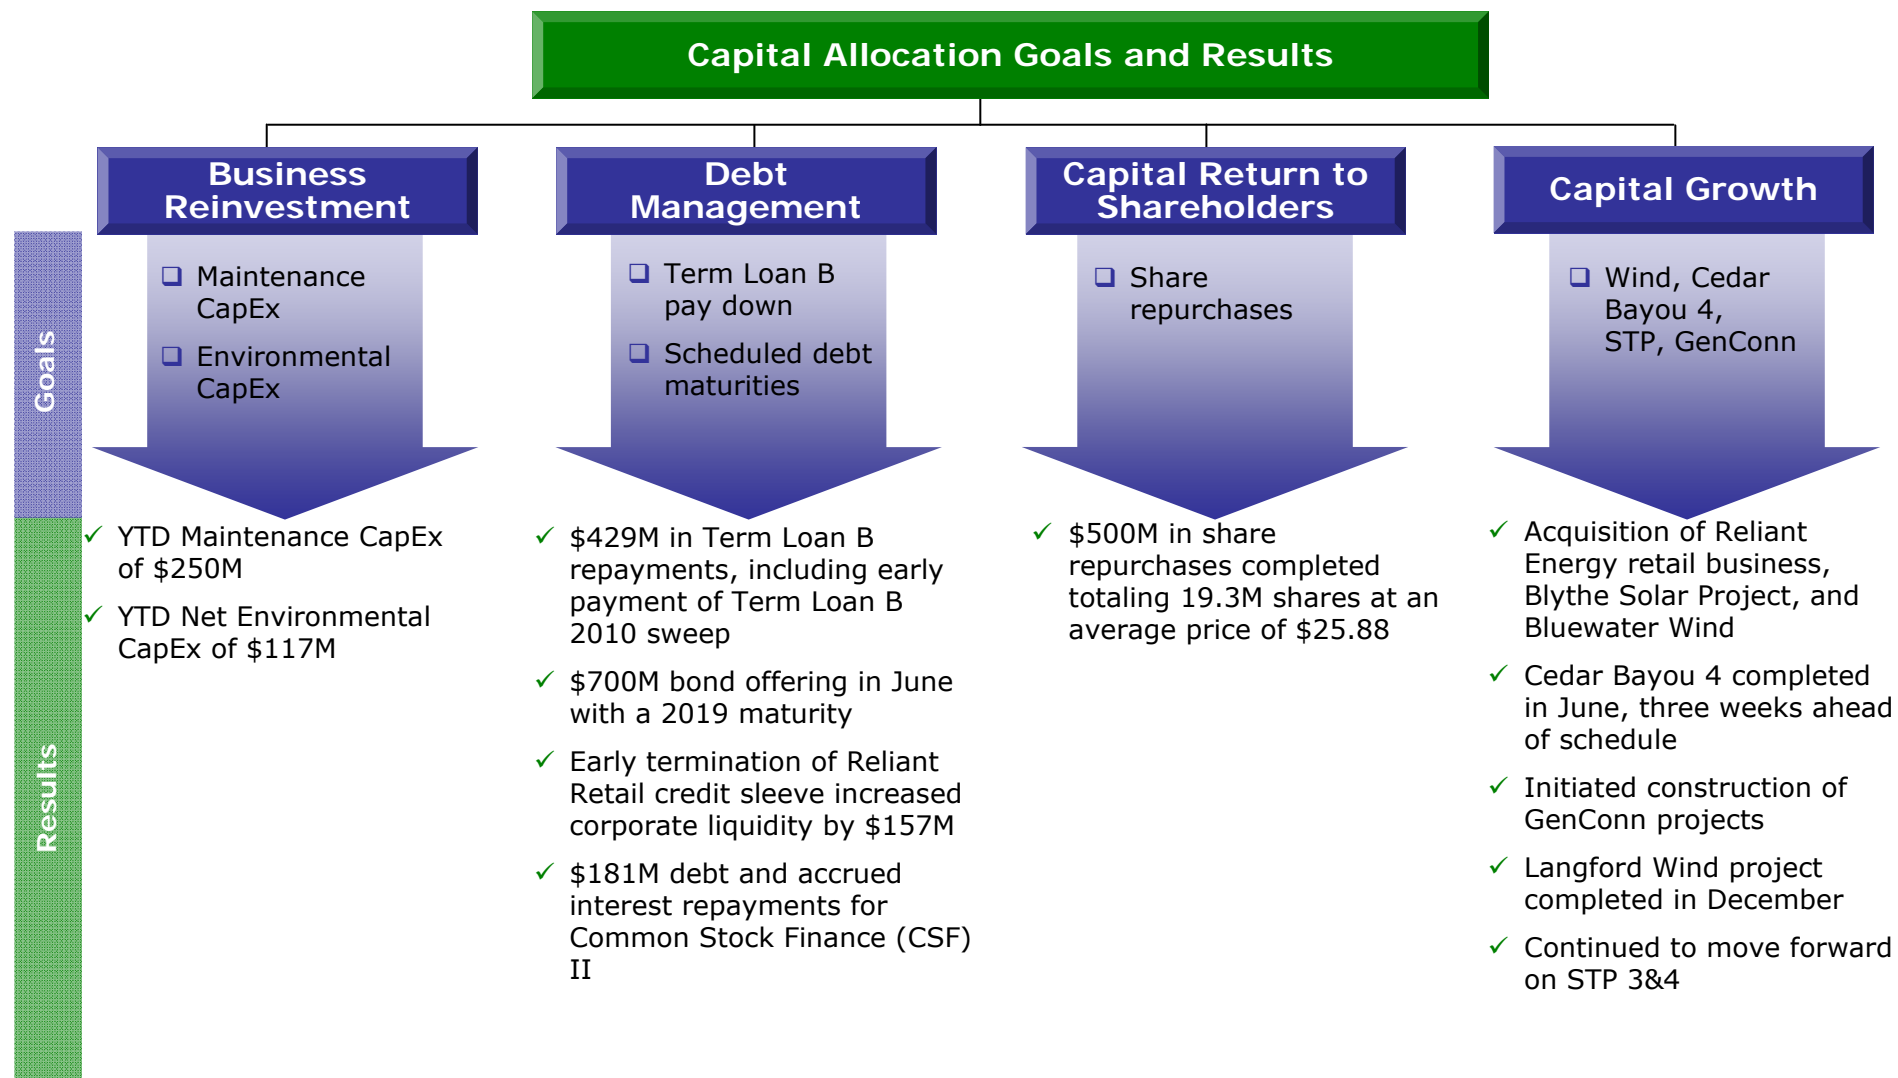 Capital Allocation Goals and Results
Business
Reinvestment
Debt
Management
Capital Return to
Shareholders
Capital Growth
Goals
Maintenance
CapEx
Environmental
CapEx
Term Loan B
pay down
Scheduled debt
maturities
Share
repurchases
Wind, Cedar
Bayou 4,
STP, GenConn
Results
YTD Maintenance CapEx
of $250M
YTD Net Environmental
CapEx of $117M
$429M in Term Loan B
repayments, including early
payment of Term Loan B
2010 sweep
$700M bond offering in June
with a 2019 maturity
Early termination of Reliant
Retail credit sleeve increased
corporate liquidity by $157M
$181M debt and accrued
interest repayments for
Common Stock Finance (CSF)
II
$500M in share
repurchases completed
totaling 19.3M shares at an
average price of $25.88
Acquisition of Reliant
Energy retail business,
Blythe Solar Project, and
Bluewater Wind
Cedar Bayou 4 completed
in June, three weeks ahead
of schedule
Initiated construction of
GenConn projects
Langford Wind project
completed in December
Continued to move forward
on STP 3&4